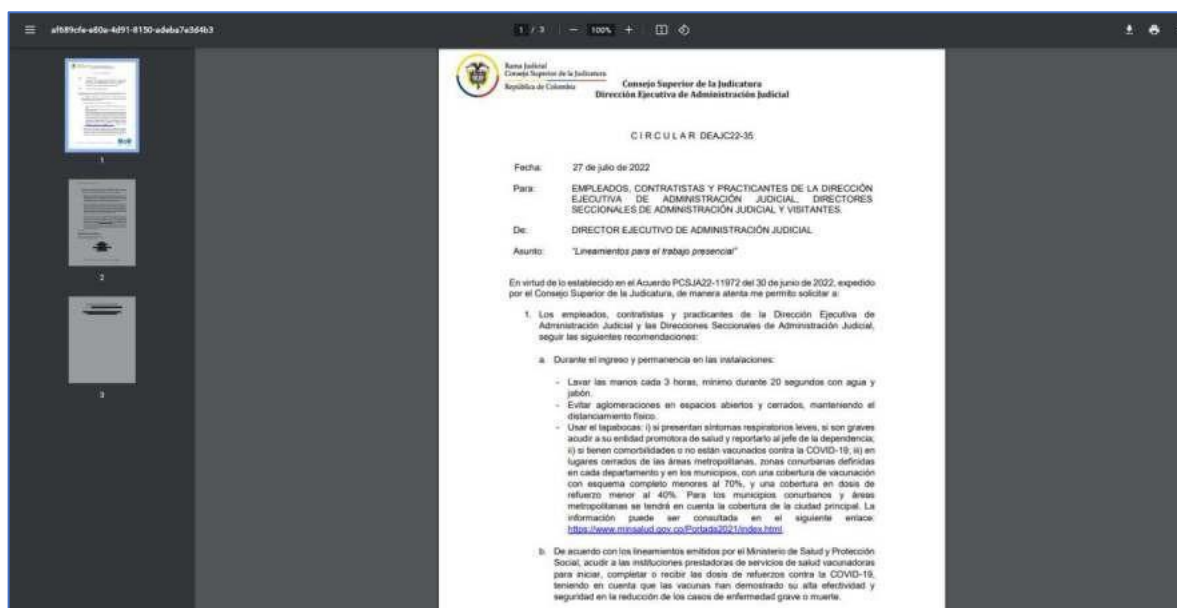 af689cfe-e60a-4d91-8150-adeba7e3d4b3
1 / 3
100%
1
2
3
Rama Judicial
Consejo Superior de la Judicatura
República de Colombia
Consejo Superior de la Judicatura
Dirección Ejecutiva de Administración Judicial
C I R C U L A R DEAJC22-35
Fecha: 27 de julio de 2022
Para: EMPLEADOS, CONTRATISTAS Y PRACTICANTES DE LA DIRECCIÓN
EJECUTIVA DE ADMINISTRACIÓN JUDICIAL, DIRECTORES
SECCIONALES DE ADMINISTRACIÓN JUDICIAL Y VISITANTES.
De: DIRECTOR EJECUTIVO DE ADMINISTRACIÓN JUDICIAL
Asunto: "Lineamientos para el trabajo presencial"
En virtud de lo establecido en el Acuerdo PCSJA22-11972 del 30 de junio de 2022, expedido
por el Consejo Superior de la Judicatura, de manera atenta me permito solicitar a:
1. Los empleados, contratistas y practicantes de la Dirección Ejecutiva de
Administración Judicial y las Direcciones Seccionales de Administración Judicial,
seguir las siguientes recomendaciones:
a. Durante el ingreso y permanencia en las instalaciones:
- Lavar las manos cada 3 horas, mínimo durante 20 segundos con agua y
jabón.
- Evitar aglomeraciones en espacios abiertos y cerrados, manteniendo el
distanciamiento físico.
- Usar el tapabocas: i) si presentan síntomas respiratorios leves, si son graves
acudir a su entidad promotora de salud y reportarlo al jefe de la dependencia;
ii) si tienen comorbilidades o no están vacunados contra la COVID-19; iii) en
lugares cerrados de las áreas metropolitanas, zonas conurbanas definidas
en cada departamento y en los municipios, con una cobertura de vacunación
con esquema completo menores al 70%, y una cobertura en dosis de
refuerzo menor al 40%. Para los municipios conurbanos y áreas
metropolitanas se tendrá en cuenta la cobertura de la ciudad principal. La
información puede ser consultada en el siguiente enlace:
https://www.minsalud.gov.co/Portada2021/index.html.
b. De acuerdo con los lineamientos emitidos por el Ministerio de Salud y Protección
Social, acudir a las instituciones prestadoras de servicios de salud vacunadoras
para iniciar, completar o recibir las dosis de refuerzos contra la COVID-19,
teniendo en cuenta que las vacunas han demostrado su alta efectividad y
seguridad en la reducción de los casos de enfermedad grave o muerte.